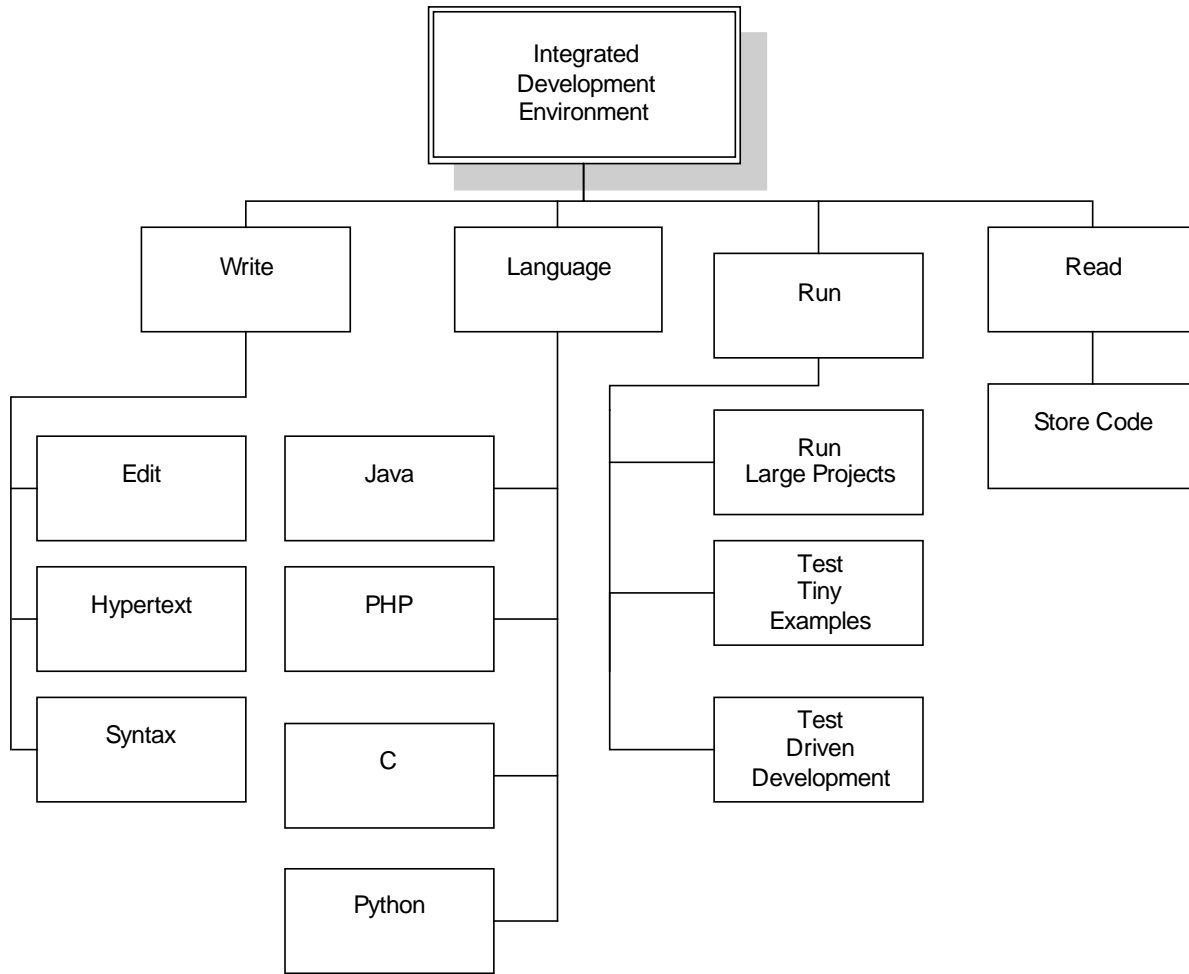 Integrated
Development
Environment
Write
Language
Run
Read
Edit
Hypertext
Syntax
Java
PHP
C
Python
Run
Large Projects
Test
Tiny
Examples
Test
Driven
Development
Store Code